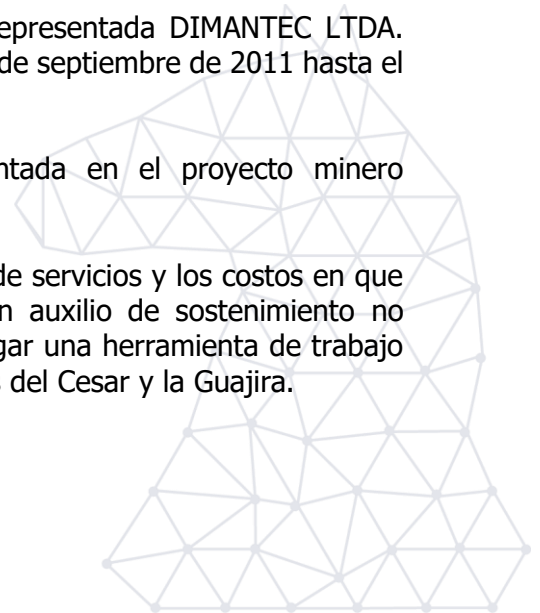 epresentada DIMANTEC LTDA.
de septiembre de 2011 hasta el
ntada en el proyecto minero
de servicios y los costos en que
n auxilio de sostenimiento no
gar una herramienta de trabajo
del Cesar y la Guajira.